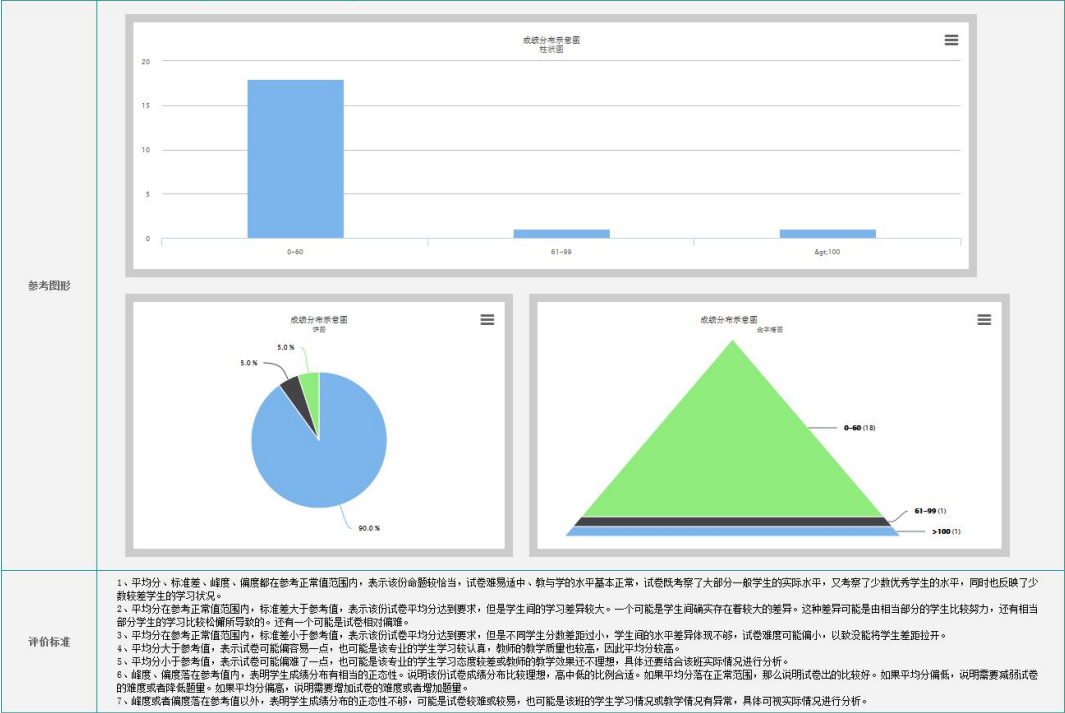 参考图形
成绩分布示意图
柱状图
20
15
10
5
0
0-60
61-99
&gt;100
成绩分布示意图
饼图
5.0 %
5.0 %
90.0 %
成绩分布示意图
金字塔图
0-60 (18)
61-99 (1)
>100 (1)
评价标准
1、平均分、标准差、峰度、偏度都在参考正常值范围内，表示该份命题较恰当，试卷难易适中、教与学的水平基本正常，试卷既考察了大部分一般学生的实际水平，又考察了少数优秀学生的水平，同时也反映了少
数较差学生的学习状况。
2、平均分在参考正常值范围内，标准差大于参考值，表示该份试卷平均分达到要求，但是学生间的学习差异较大。一个可能是学生间确实存在着较大的差异。这种差异可能是由相当部分的学生比较努力，还有相当
部分学生的学习比较松懈所导致的。还有一个可能是试卷相对偏难。
3、平均分在参考正常值范围内，标准差小于参考值，表示该份试卷平均分达到要求，但是不同学生分数差距过小，学生间的水平差异体现不够，试卷难度可能偏小，以致没能将学生差距拉开。
4、平均分大于参考值，表示试卷可能偏容易一点，也可能是该专业的学生学习较认真，教师的教学质量也较高，因此平均分较高。
5、平均分小于参考值，表示试卷可能偏难了一点，也可能是该专业的学生学习态度较差或教师的教学效果还不理想，具体还要结合该班实际情况进行分析。
6、峰度、偏度落在参考值内，表明学生成绩分布有相当的正态性。说明该份试卷成绩分布比较理想，高中低的比例合适。如果平均分落在正常范围，那么说明试卷出的比较好。如果平均分偏低，说明需要减弱试卷
的难度或者降低题量。如果平均分偏高，说明需要增加试卷的难度或者增加题量。
7、峰度或者偏度落在参考值以外，表明学生成绩分布的正态性不够，可能是试卷较难或较易，也可能是该班的学生学习情况或教学情况有异常，具体可视实际情况进行分析。